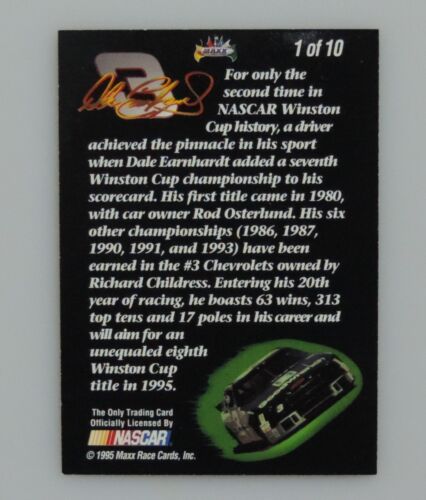 MAXX
1 of 10
3
Dale Earnhardt
For only the
second time in
NASCAR Winston
Cup history, a driver
achieved the pinnacle in his sport
when Dale Earnhardt added a seventh
Winston Cup championship to his
scorecard. His first title came in 1980,
with car owner Rod Osterlund. His six
other championships (1986, 1987,
1990, 1991, and 1993) have been
earned in the #3 Chevrolets owned by
Richard Childress. Entering his 20th
year of racing, he boasts 63 wins, 313
top tens and 17 poles in his career and
will aim for an
unequaled eighth
Winston Cup
title in 1995.
The Only Trading Card
Officially Licensed By
NASCAR
© 1995 Maxx Race Cards, Inc.